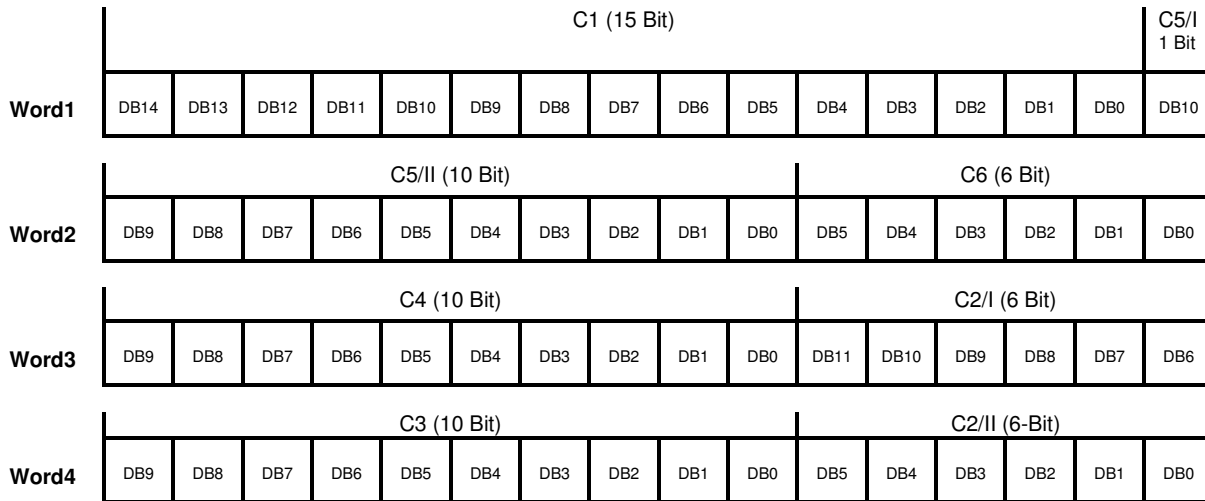 C1 (15 Bit) C5/I
1 Bit
Word1 DB14 DB13 DB12 DB11 DB10 DB9 DB8 DB7 DB6 DB5 DB4 DB3 DB2 DB1 DB0 DB10
C5/II (10 Bit) C6 (6 Bit)
Word2 DB9 DB8 DB7 DB6 DB5 DB4 DB3 DB2 DB1 DB0 DB5 DB4 DB3 DB2 DB1 DB0
C4 (10 Bit) C2/I (6 Bit)
Word3 DB9 DB8 DB7 DB6 DB5 DB4 DB3 DB2 DB1 DB0 DB11 DB10 DB9 DB8 DB7 DB6
C3 (10 Bit) C2/II (6-Bit)
Word4 DB9 DB8 DB7 DB6 DB5 DB4 DB3 DB2 DB1 DB0 DB5 DB4 DB3 DB2 DB1 DB0